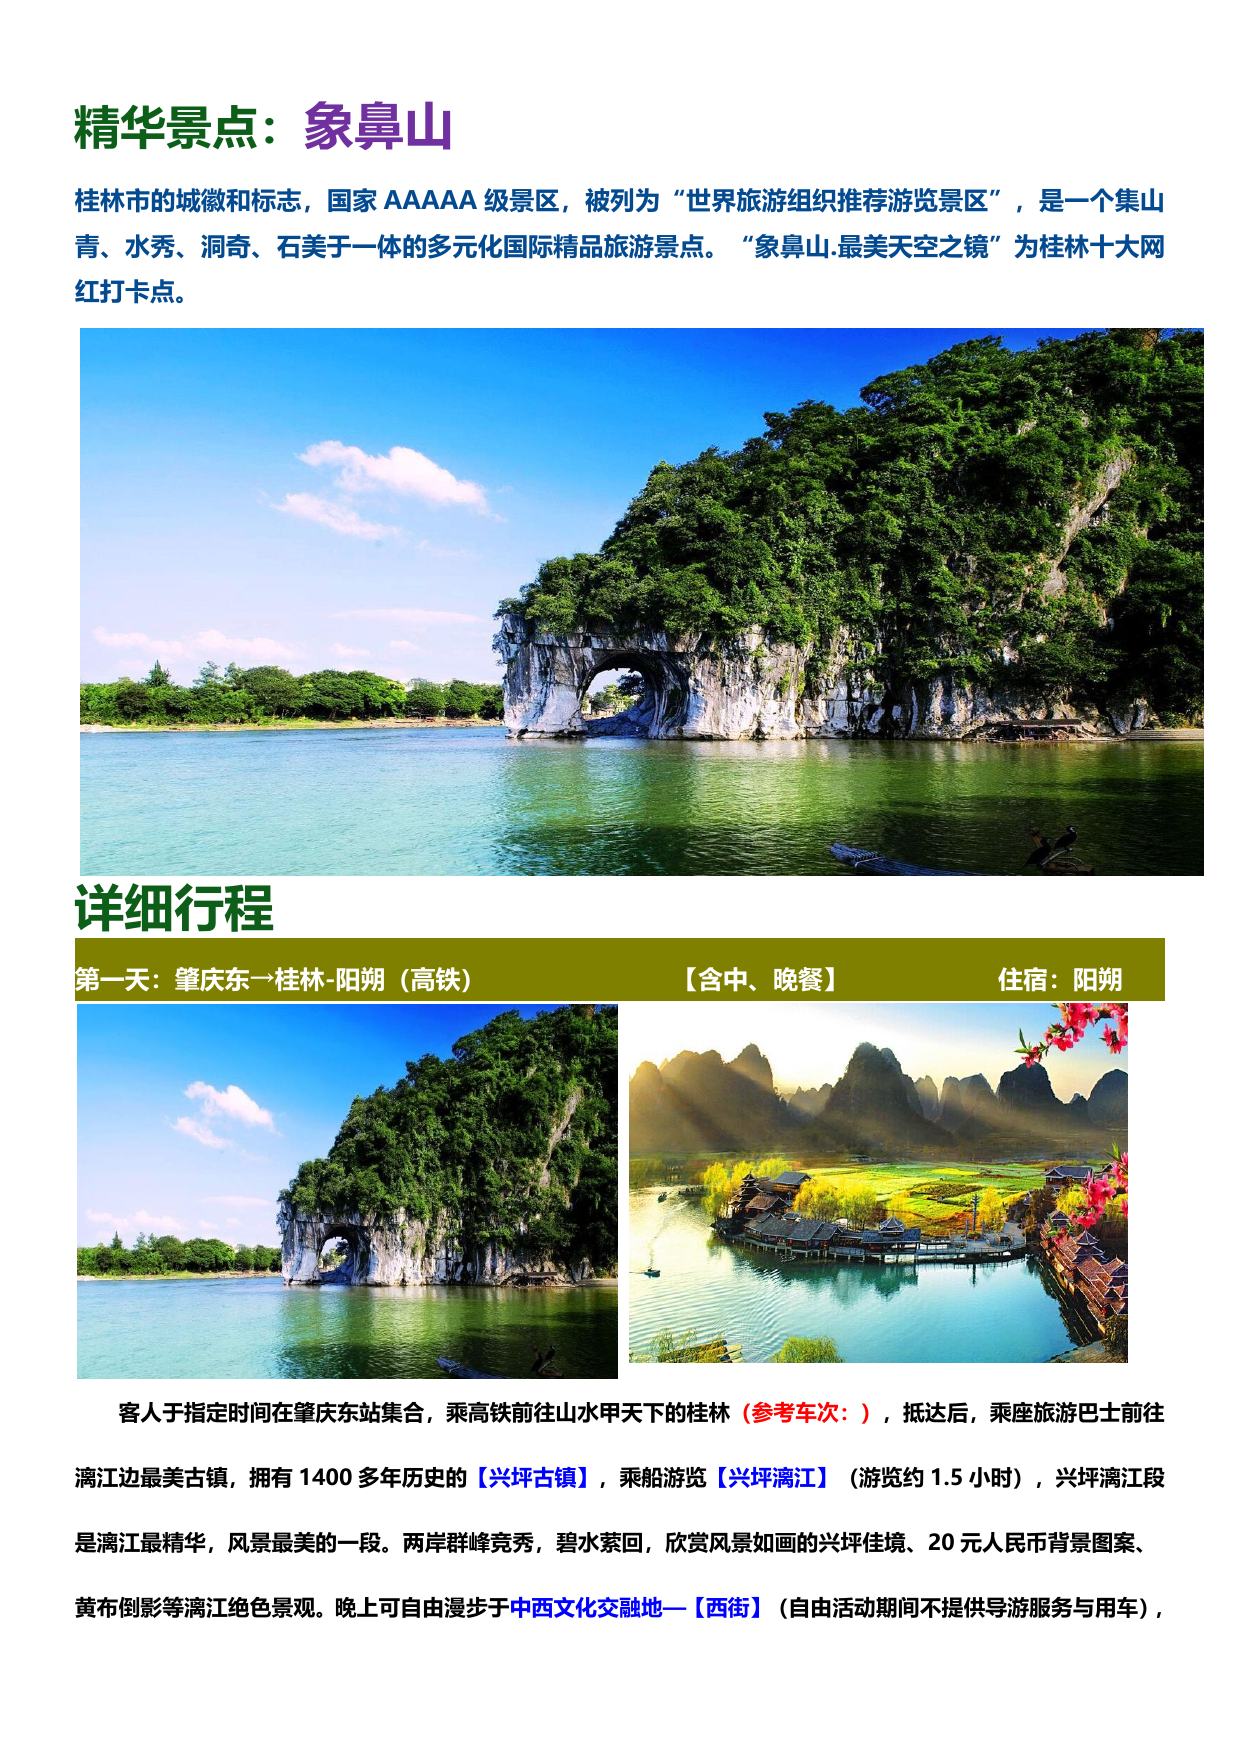 精华景点：象鼻山
桂林市的城徽和标志，国家 AAAAA 级景区，被列为“世界旅游组织推荐游览景区”，是一个集山
青、水秀、洞奇、石美于一体的多元化国际精品旅游景点。“象鼻山.最美天空之镜”为桂林十大网
红打卡点。
详细行程
第一天：肇庆东→桂林-阳朔（高铁） 【含中、晚餐】 住宿：阳朔
客人于指定时间在肇庆东站集合，乘高铁前往山水甲天下的桂林（参考车次：），抵达后，乘座旅游巴士前往
漓江边最美古镇，拥有 1400 多年历史的【兴坪古镇】，乘船游览【兴坪漓江】（游览约 1.5 小时），兴坪漓江段
是漓江最精华，风景最美的一段。两岸群峰竞秀，碧水萦回，欣赏风景如画的兴坪佳境、20 元人民币背景图案、
黄布倒影等漓江绝色景观。晚上可自由漫步于中西文化交融地—【西街】（自由活动期间不提供导游服务与用车），